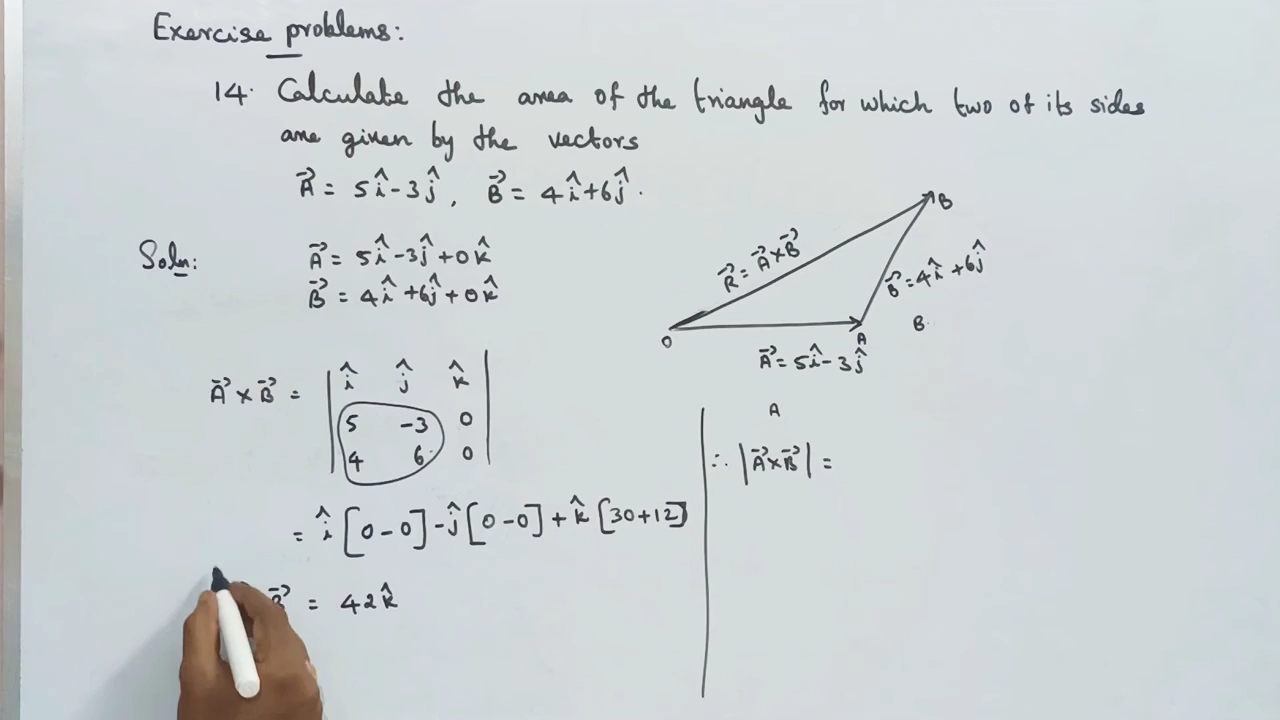 Exercise problems:
14. Calculate the area of the triangle for which two of its sides
are given by the vectors
A⃗ = 5î - 3ĵ, B⃗ = 4î + 6ĵ.
Soln:
A⃗ = 5î - 3ĵ + 0k̂
B⃗ = 4î + 6ĵ + 0k̂
A⃗ × B⃗ =
î ĵ k̂
5 -3 0
4 6 0
= î [0 - 0] - ĵ [0 - 0] + k̂ [30 + 12]
B⃗ = 42k̂
B
R⃗ = A⃗ × B⃗
B⃗ = 4î + 6ĵ
O
A
B.
A⃗ = 5î - 3ĵ
A
∴ |A⃗ × B⃗| =